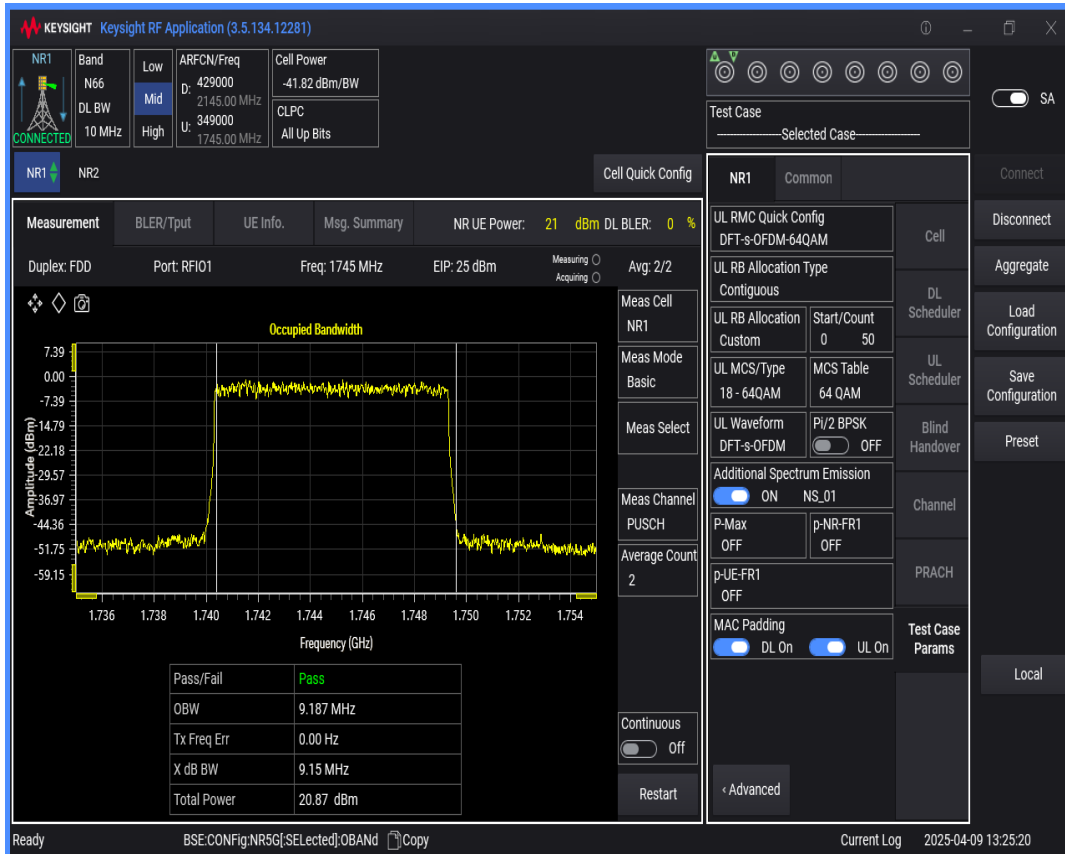 KEYSIGHT Keysight RF Application (3.5.134.12281)
NR1
CONNECTED
Band
N66
DL BW
10 MHz
Low
Mid
High
ARFCN/Freq
D: 429000
2145.00 MHz
U: 349000
1745.00 MHz
Cell Power
-41.82 dBm/BW
CLPC
All Up Bits
Test Case
--------------------Selected Case--------------------
SA
NR1
NR2
Cell Quick Config
NR1
Common
Connect
Disconnect
Aggregate
Load
Configuration
Save
Configuration
Preset
Local
Measurement
BLER/Tput
UE Info.
Msg. Summary
NR UE Power: 21 dBm DL BLER: 0 %
Duplex: FDD
Port: RFIO1
Freq: 1745 MHz
EIP: 25 dBm
Measuring
Acquiring
Avg: 2/2
Occupied Bandwidth
7.39
0.00
-7.39
-14.79
-22.18
-29.57
-36.97
-44.36
-51.75
-59.15
Amplitude (dBm)
1.736 1.738 1.740 1.742 1.744 1.746 1.748 1.750 1.752 1.754
Frequency (GHz)
Pass/Fail Pass
OBW 9.187 MHz
Tx Freq Err 0.00 Hz
X dB BW 9.15 MHz
Total Power 20.87 dBm
Meas Cell
NR1
Meas Mode
Basic
Meas Select
Meas Channel
PUSCH
Average Count
2
Continuous
Off
Restart
UL RMC Quick Config
DFT-s-OFDM-64QAM
UL RB Allocation Type
Contiguous
UL RB Allocation
Custom
Start/Count
0 50
UL MCS/Type
18 - 64QAM
MCS Table
64 QAM
UL Waveform
DFT-s-OFDM
Pi/2 BPSK
OFF
Additional Spectrum Emission
ON NS_01
P-Max
OFF
p-NR-FR1
OFF
p-UE-FR1
OFF
MAC Padding
DL On UL On
< Advanced
Cell
DL
Scheduler
UL
Scheduler
Blind
Handover
Channel
PRACH
Test Case
Params
Ready
BSE:CONFig:NR5G[:SELected]:OBANd Copy
Current Log
2025-04-09 13:25:20